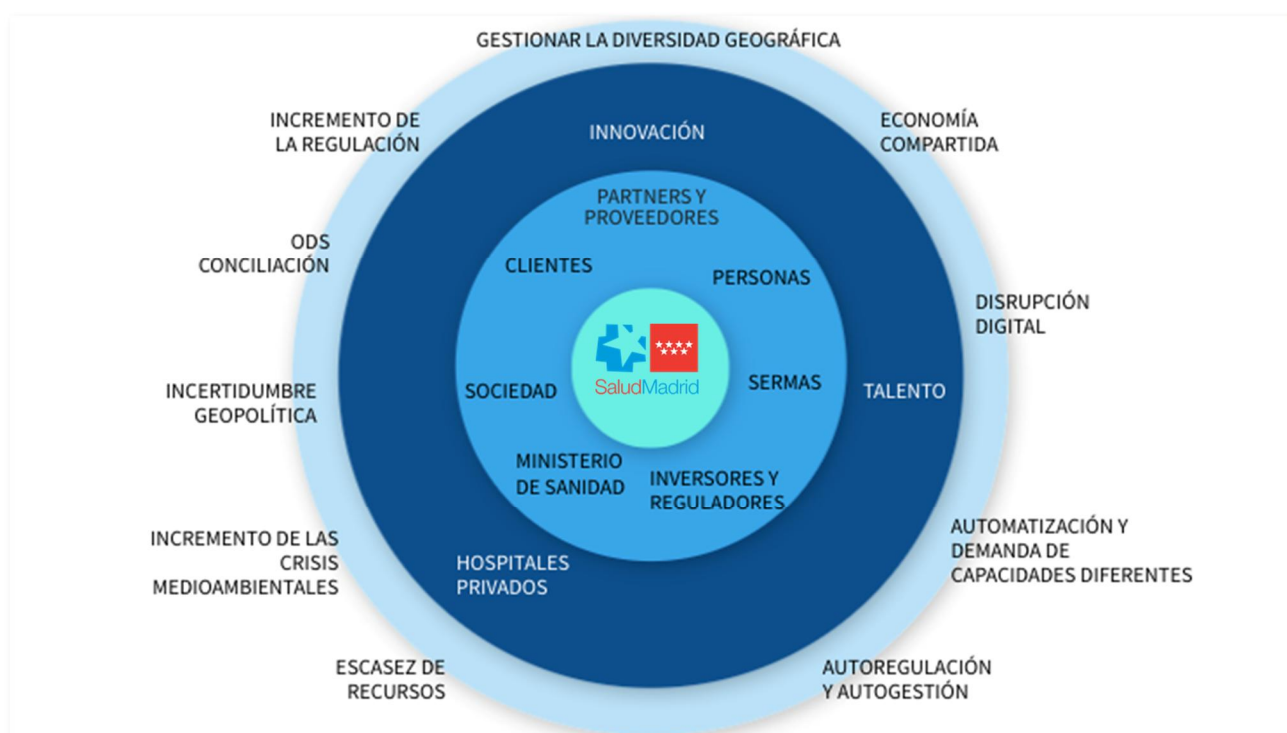 GESTIONAR LA DIVERSIDAD GEOGRÁFICA
INCREMENTO DE
LA REGULACIÓN
ECONOMÍA
COMPARTIDA
INNOVACIÓN
PARTNERS Y
PROVEEDORES
ODS
CONCILIACIÓN
CLIENTES
PERSONAS
DISRUPCIÓN
DIGITAL
INCERTIDUMBRE
GEOPOLÍTICA
SOCIEDAD
SaludMadrid
SERMAS
TALENTO
MINISTERIO
DE SANIDAD
INVERSORES Y
REGULADORES
INCREMENTO DE LAS
CRISIS
MEDIOAMBIENTALES
HOSPITALES
PRIVADOS
AUTOMATIZACIÓN Y
DEMANDA DE
CAPACIDADES DIFERENTES
ESCASEZ DE
RECURSOS
AUTOREGULACIÓN
Y AUTOGESTIÓN